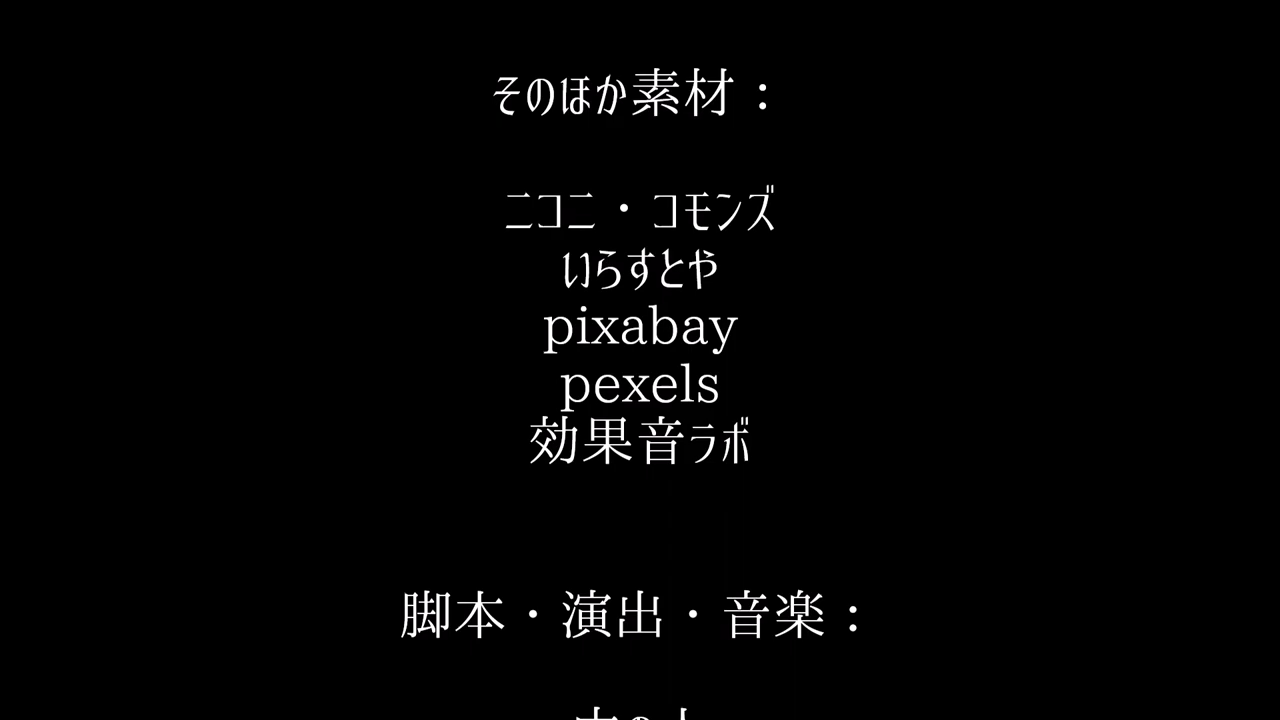 そのほか素材：
ニコニ・コモンズ
いらすとや
pixabay
pexels
効果音ラボ
脚本・演出・音楽：